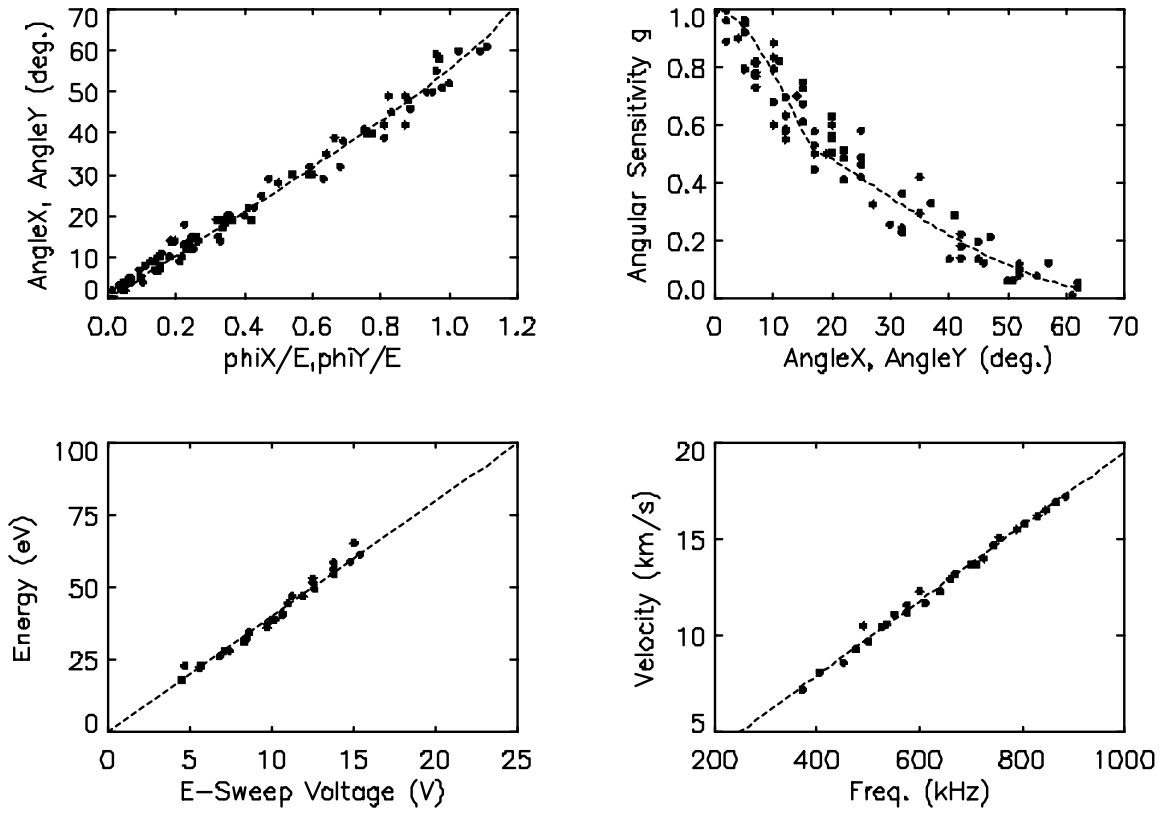 70
60
50
40
30
20
10
0
AngleX, AngleY (deg.)
0.0 0.2 0.4 0.6 0.8 1.0 1.2
phiX/E,phiY/E
1.0
0.8
0.6
0.4
0.2
0.0
Angular Sensitivity g
0 10 20 30 40 50 60 70
AngleX, AngleY (deg.)
100
75
50
25
0
Energy (eV)
0 5 10 15 20 25
E-Sweep Voltage (V)
20
15
10
5
Velocity (km/s)
200 400 600 800 1000
Freq. (kHz)